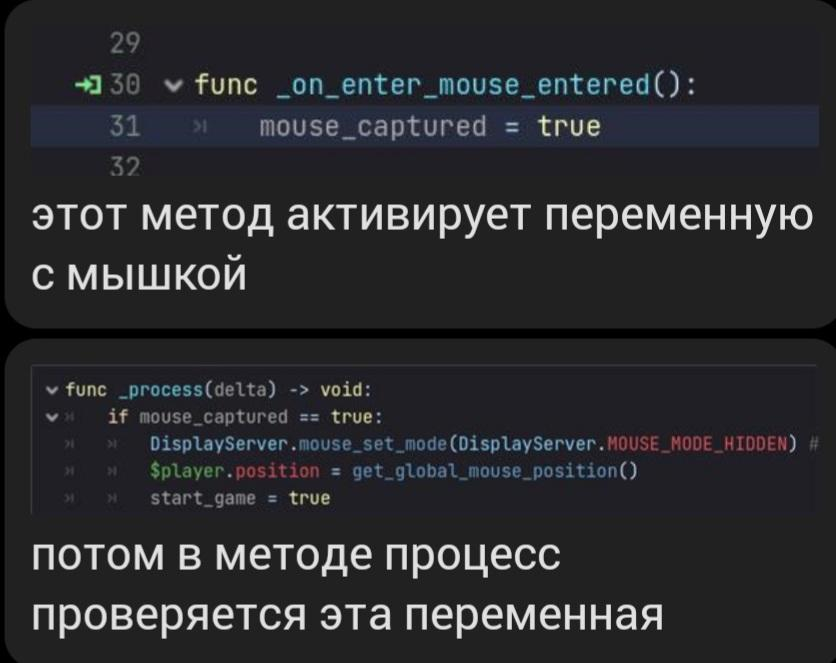 29
30 func _on_enter_mouse_entered():
31 mouse_captured = true
32
этот метод активирует переменную
с мышкой
func _process(delta) -> void:
if mouse_captured == true:
DisplayServer.mouse_set_mode(DisplayServer.MOUSE_MODE_HIDDEN) #
$player.position = get_global_mouse_position()
start_game = true
потом в методе процесс
проверяется эта переменная